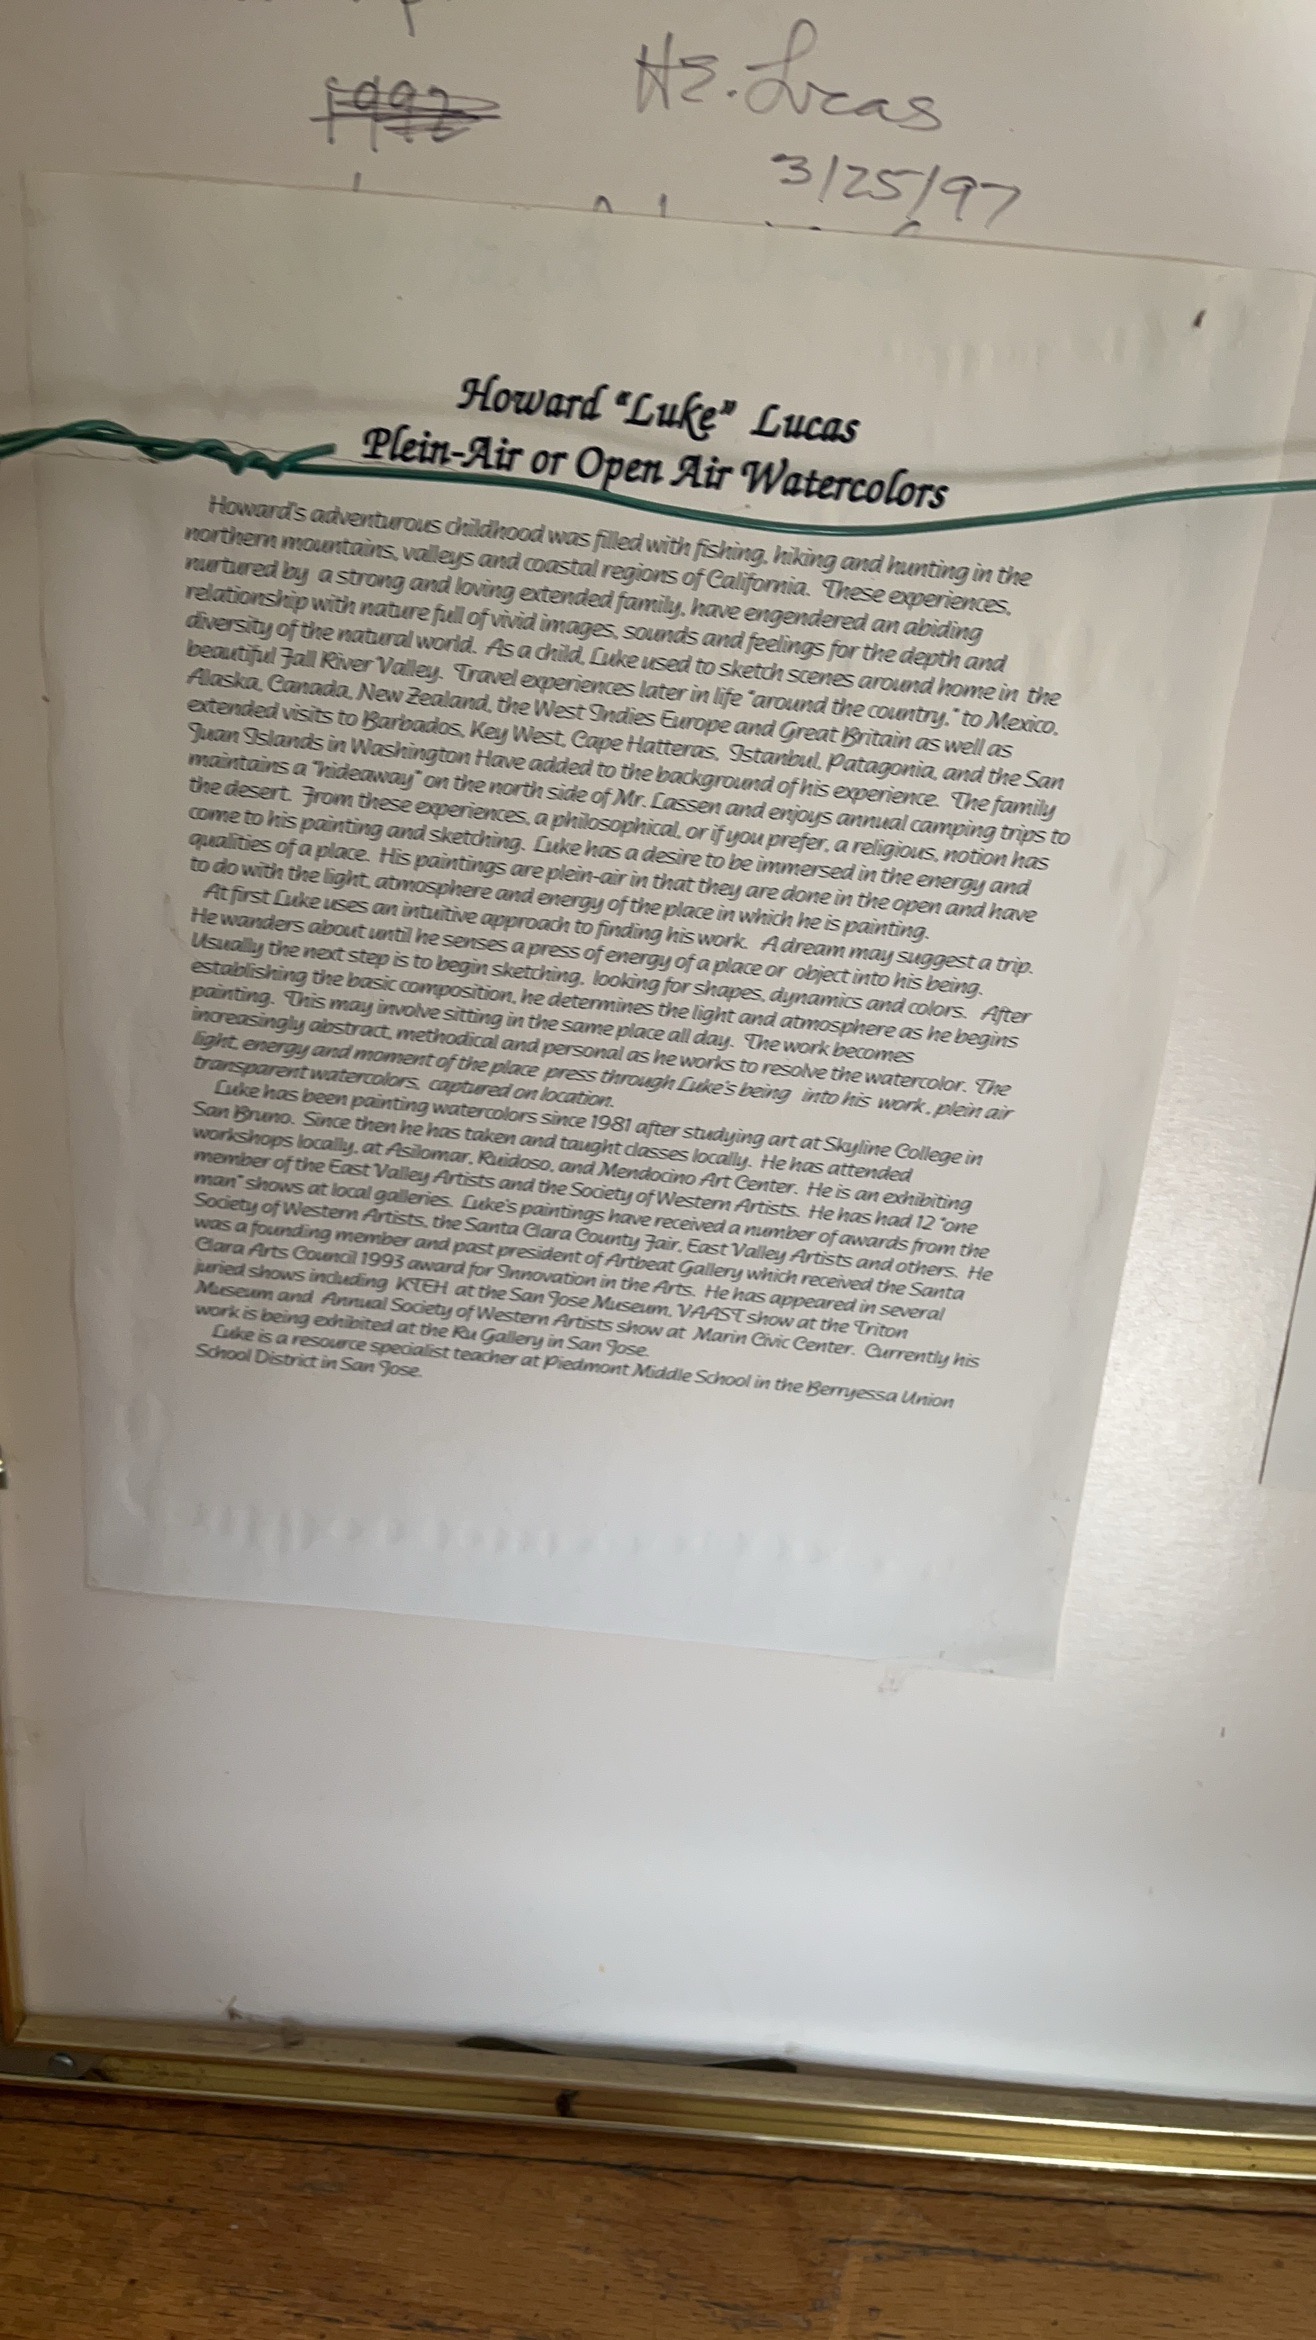 H E. Lucas
1992
3/25/97
Howard "Luke" Lucas
Plein-Air or Open Air Watercolors
Howard's adventurous childhood was filled with fishing, hiking and hunting in the
northern mountains, valleys and coastal regions of California. These experiences,
nurtured by a strong and loving extended family, have engendered an abiding
relationship with nature full of vivid images, sounds and feelings for the depth and
diversity of the natural world. As a child, Luke used to sketch scenes around home in the
beautiful Fall River Valley. Travel experiences later in life "around the country," to Mexico,
Alaska, Canada, New Zealand, the West Indies Europe and Great Britain as well as
extended visits to Barbados, Key West, Cape Hatteras, Istanbul, Patagonia, and the San
Juan Islands in Washington Have added to the background of his experience. The family
maintains a "hideaway" on the north side of Mr. Lassen and enjoys annual camping trips to
the desert. From these experiences, a philosophical, or if you prefer, a religious, notion has
come to his painting and sketching. Luke has a desire to be immersed in the energy and
qualities of a place. His paintings are plein-air in that they are done in the open and have
to do with the light, atmosphere and energy of the place in which he is painting.
At first Luke uses an intuitive approach to finding his work. A dream may suggest a trip.
He wanders about until he senses a press of energy of a place or object into his being.
Usually the next step is to begin sketching, looking for shapes, dynamics and colors. After
establishing the basic composition, he determines the light and atmosphere as he begins
painting. This may involve sitting in the same place all day. The work becomes
increasingly abstract, methodical and personal as he works to resolve the watercolor. The
light, energy and moment of the place press through Luke's being into his work, plein air
transparent watercolors, captured on location.
Luke has been painting watercolors since 1981 after studying art at Skyline College in
San Bruno. Since then he has taken and taught classes locally. He has attended
workshops locally, at Asilomar, Ruidoso, and Mendocino Art Center. He is an exhibiting
member of the East Valley Artists and the Society of Western Artists. He has had 12 "one
man" shows at local galleries. Luke's paintings have received a number of awards from the
Society of Western Artists, the Santa Clara County Fair, East Valley Artists and others. He
was a founding member and past president of Artbeat Gallery which received the Santa
Clara Arts Council 1993 award for Innovation in the Arts. He has appeared in several
juried shows including KTEH at the San Jose Museum, VAAST show at the Triton
Museum and Annual Society of Western Artists show at Marin Civic Center. Currently his
work is being exhibited at the Ru Gallery in San Jose.
Luke is a resource specialist teacher at Piedmont Middle School in the Berryessa Union
School District in San Jose.